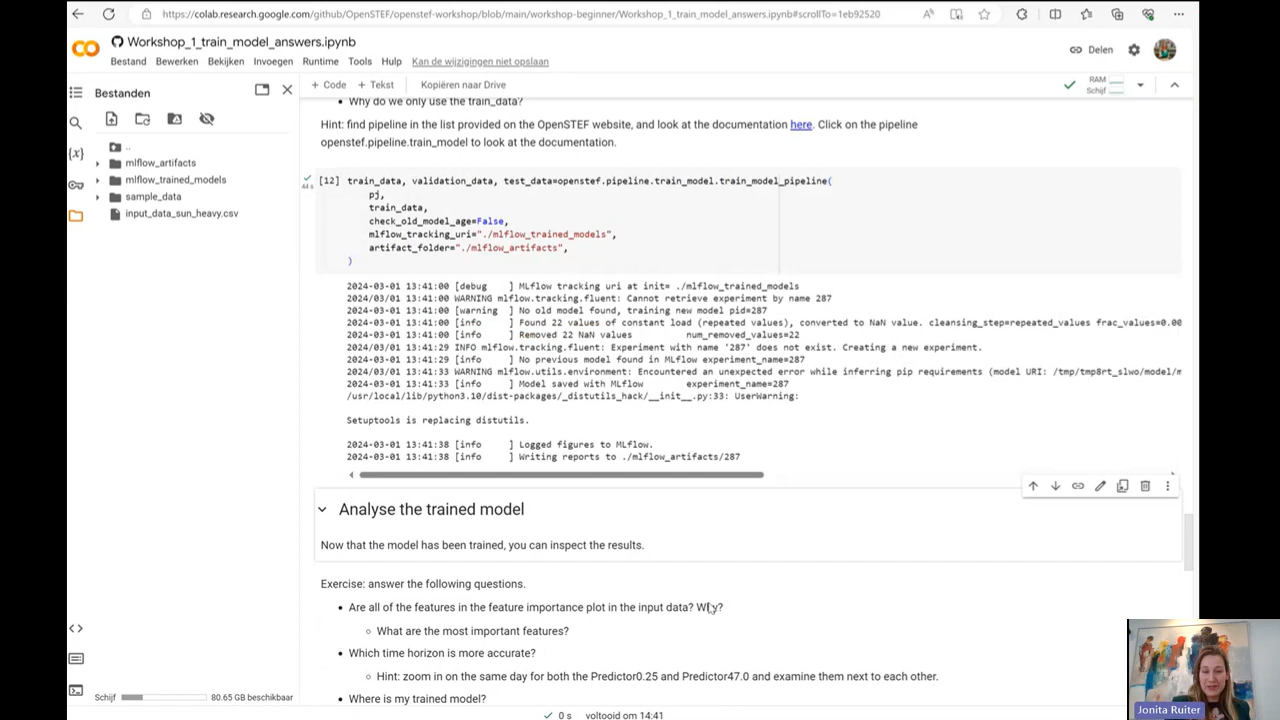 https://colab.research.google.com/github/OpenSTEF/openstef-workshop/blob/main/workshop-beginner/Workshop_1_train_model_answers.ipynb#scrollTo=1eb92520
Workshop_1_train_model_answers.ipynb
Delen
Bestand Bewerken Bekijken Invoegen Runtime Tools Hulp Kan de wijzigingen niet opslaan
Bestanden
+ Code + Tekst Kopiëren naar Drive
RAM
Schijf
• Why do we only use the train_data?
Hint: find pipeline in the list provided on the OpenSTEF website, and look at the documentation here. Click on the pipeline
openstef.pipeline.train_model to look at the documentation.
..
mlflow_artifacts
mlflow_trained_models
sample_data
input_data_sun_heavy.csv
[12] train_data, validation_data, test_data=openstef.pipeline.train_model.train_model_pipeline(
44 s
pj,
train_data,
check_old_model_age=False,
mlflow_tracking_uri="./mlflow_trained_models",
artifact_folder="./mlflow_artifacts",
)
2024-03-01 13:41:00 [debug ] MLflow tracking uri at init= ./mlflow_trained_models
2024/03/01 13:41:00 WARNING mlflow.tracking.fluent: Cannot retrieve experiment by name 287
2024-03-01 13:41:00 [warning ] No old model found, training new model pid=287
2024-03-01 13:41:00 [info ] Found 22 values of constant load (repeated values), converted to NaN value. cleansing_step=repeated_values frac_values=0.00
2024-03-01 13:41:00 [info ] Removed 22 NaN values num_removed_values=22
2024/03/01 13:41:29 INFO mlflow.tracking.fluent: Experiment with name '287' does not exist. Creating a new experiment.
2024-03-01 13:41:29 [info ] No previous model found in MLflow experiment_name=287
2024/03/01 13:41:33 WARNING mlflow.utils.environment: Encountered an unexpected error while inferring pip requirements (model URI: /tmp/tmp8rt_slwo/model/m
2024-03-01 13:41:33 [info ] Model saved with MLflow experiment_name=287
/usr/local/lib/python3.10/dist-packages/_distutils_hack/__init__.py:33: UserWarning:
Setuptools is replacing distutils.
2024-03-01 13:41:38 [info ] Logged figures to MLflow.
2024-03-01 13:41:38 [info ] Writing reports to ./mlflow_artifacts/287
Analyse the trained model
Now that the model has been trained, you can inspect the results.
Exercise: answer the following questions.
• Are all of the features in the feature importance plot in the input data? Why?
What are the most important features?
• Which time horizon is more accurate?
Hint: zoom in on the same day for both the Predictor0.25 and Predictor47.0 and examine them next to each other.
• Where is my trained model?
Schijf 80.65 GB beschikbaar
0 s voltooid om 14:41
Jonita Ruiter